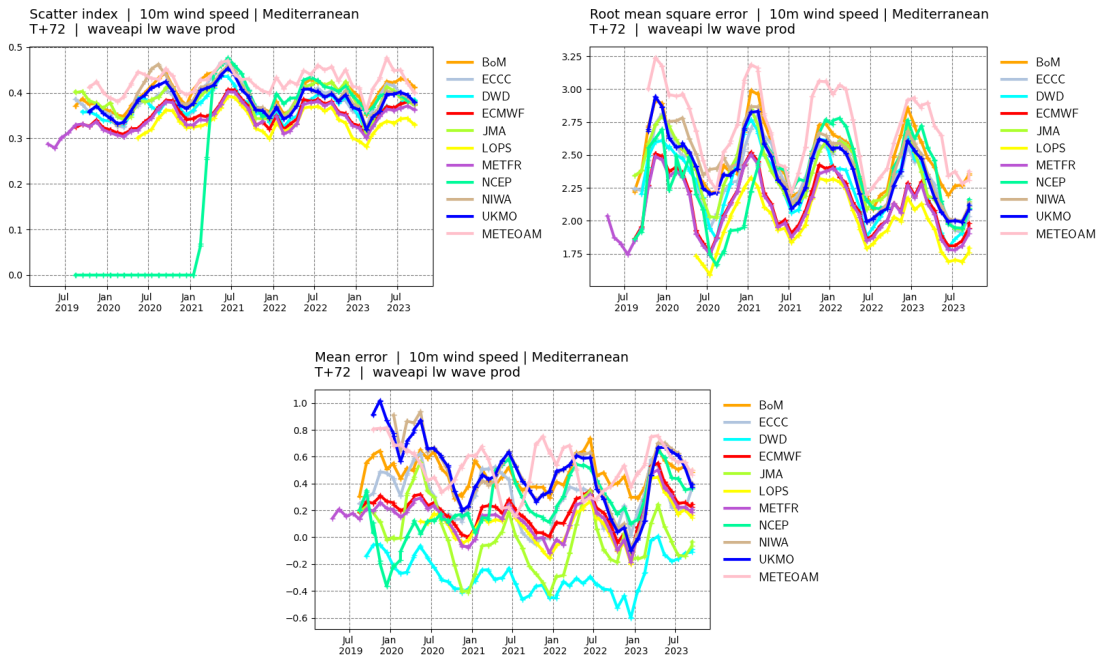 Scatter index | 10m wind speed | Mediterranean
T+72 | waveapi lw wave prod
0.5
0.4
0.3
0.2
0.1
0.0
Jul 2019
Jan 2020
Jul 2020
Jan 2021
Jul 2021
Jan 2022
Jul 2022
Jan 2023
Jul 2023
BoM
ECCC
DWD
ECMWF
JMA
LOPS
METFR
NCEP
NIWA
UKMO
METEOAM
Root mean square error | 10m wind speed | Mediterranean
T+72 | waveapi lw wave prod
3.25
3.00
2.75
2.50
2.25
2.00
1.75
Jul 2019
Jan 2020
Jul 2020
Jan 2021
Jul 2021
Jan 2022
Jul 2022
Jan 2023
Jul 2023
BoM
ECCC
DWD
ECMWF
JMA
LOPS
METFR
NCEP
NIWA
UKMO
METEOAM
Mean error | 10m wind speed | Mediterranean
T+72 | waveapi lw wave prod
1.0
0.8
0.6
0.4
0.2
0.0
−0.2
−0.4
−0.6
Jul 2019
Jan 2020
Jul 2020
Jan 2021
Jul 2021
Jan 2022
Jul 2022
Jan 2023
Jul 2023
BoM
ECCC
DWD
ECMWF
JMA
LOPS
METFR
NCEP
NIWA
UKMO
METEOAM